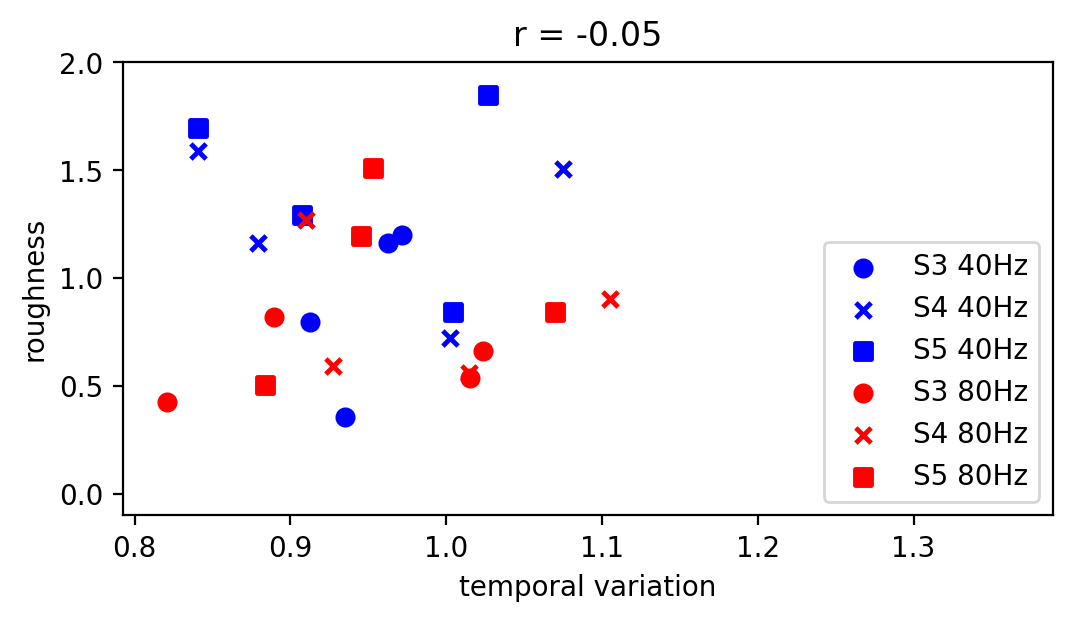 r = -0.05
roughness
2.0
1.5
1.0
0.5
0.0
S3 40Hz
S4 40Hz
S5 40Hz
S3 80Hz
S4 80Hz
S5 80Hz
0.8 0.9 1.0 1.1 1.2 1.3
temporal variation